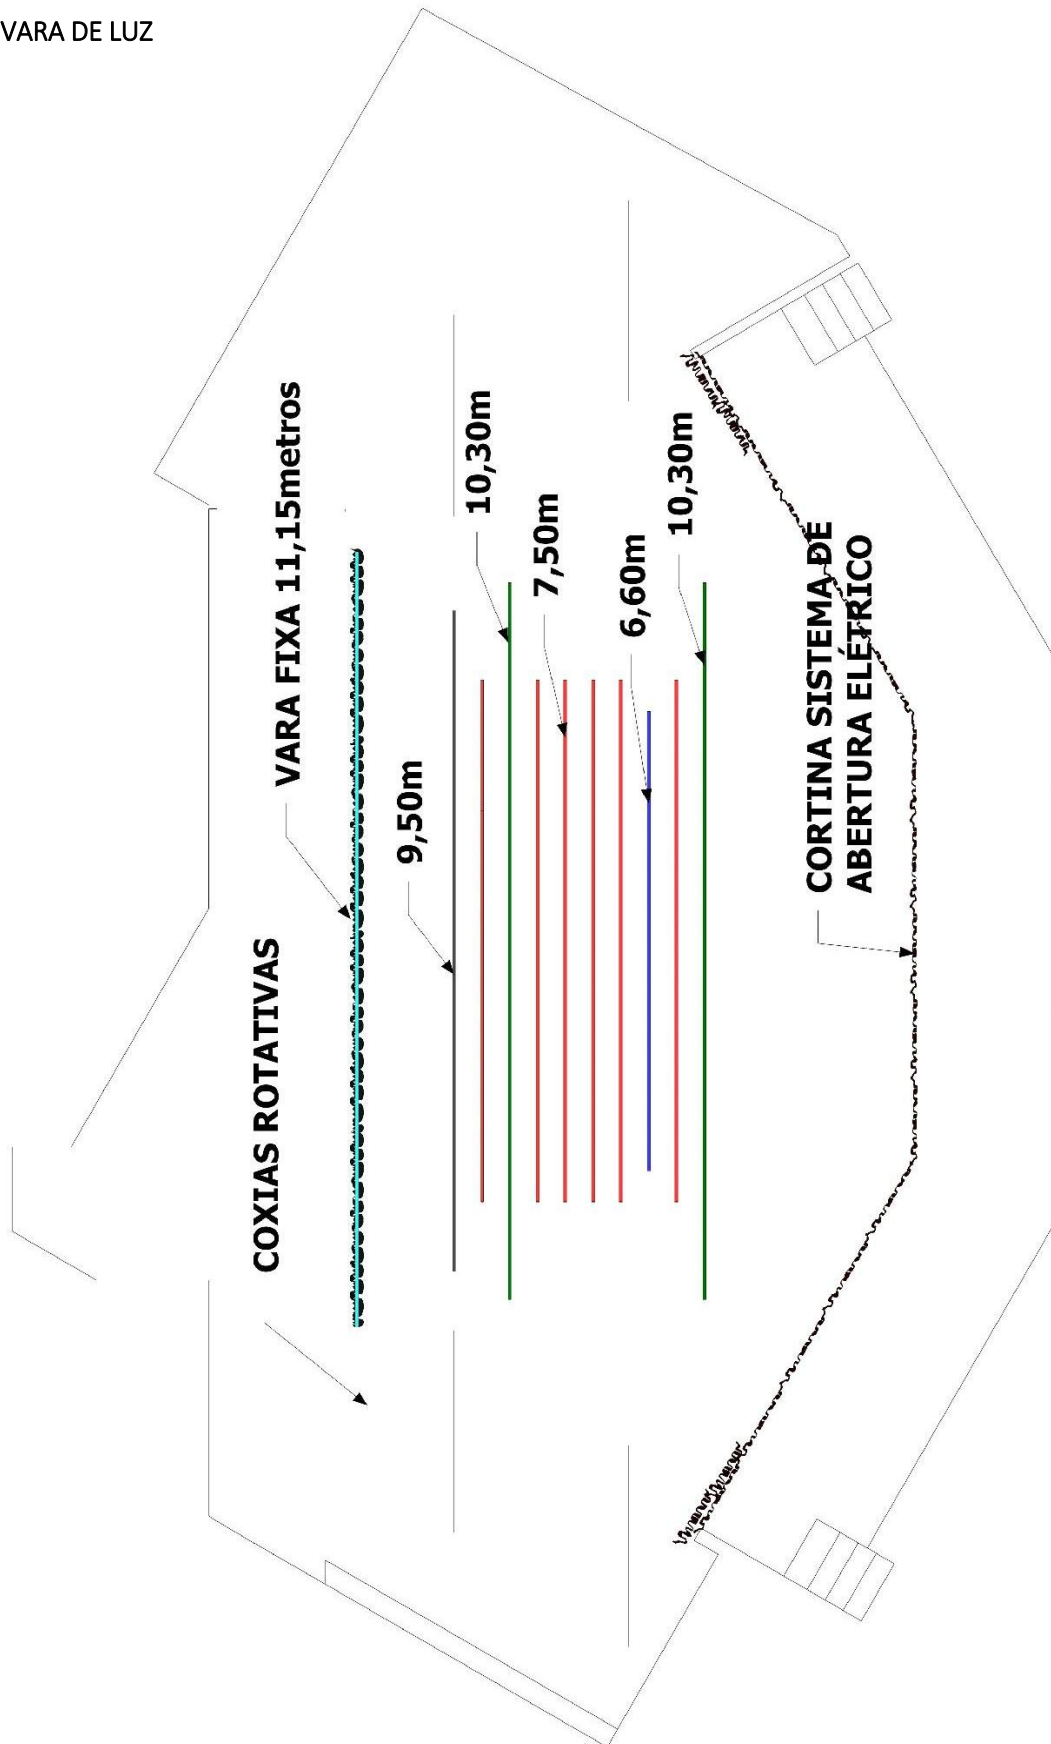 VARA DE LUZ
COXIAS ROTATIVAS
VARA FIXA 11,15metros
9,50m
10,30m
7,50m
6,60m
10,30m
CORTINA SISTEMA DE
ABERTURA ELÉTRICO